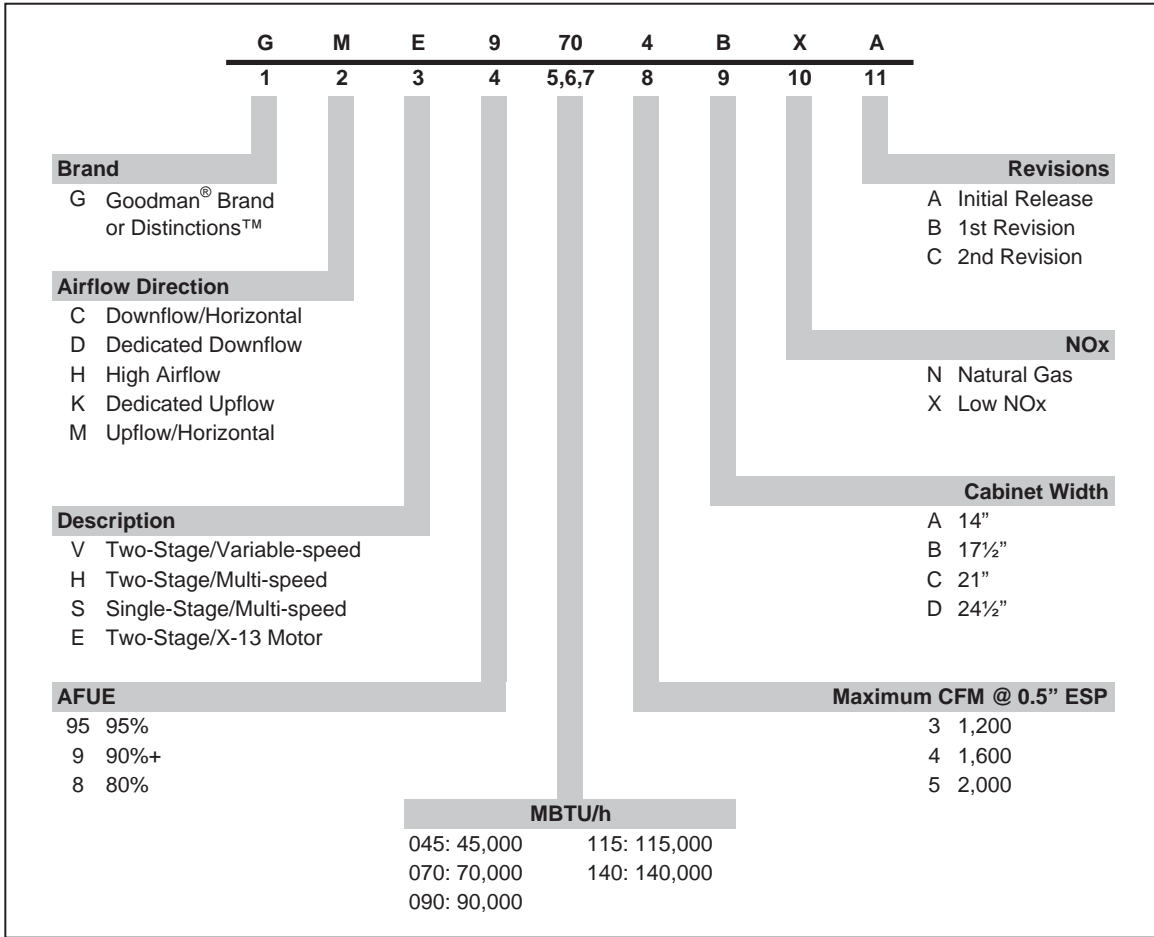 G M E 9 70 4 B X A
1 2 3 4 5,6,7 8 9 10 11
Brand
G Goodman® Brand
or Distinctions™
Airflow Direction
C Downflow/Horizontal
D Dedicated Downflow
H High Airflow
K Dedicated Upflow
M Upflow/Horizontal
Description
V Two-Stage/Variable-speed
H Two-Stage/Multi-speed
S Single-Stage/Multi-speed
E Two-Stage/X-13 Motor
AFUE
95 95%
9 90%+
8 80%
MBTU/h
045: 45,000 115: 115,000
070: 70,000 140: 140,000
090: 90,000
Revisions
A Initial Release
B 1st Revision
C 2nd Revision
NOx
N Natural Gas
X Low NOx
Cabinet Width
A 14”
B 17½”
C 21”
D 24½”
Maximum CFM @ 0.5” ESP
3 1,200
4 1,600
5 2,000